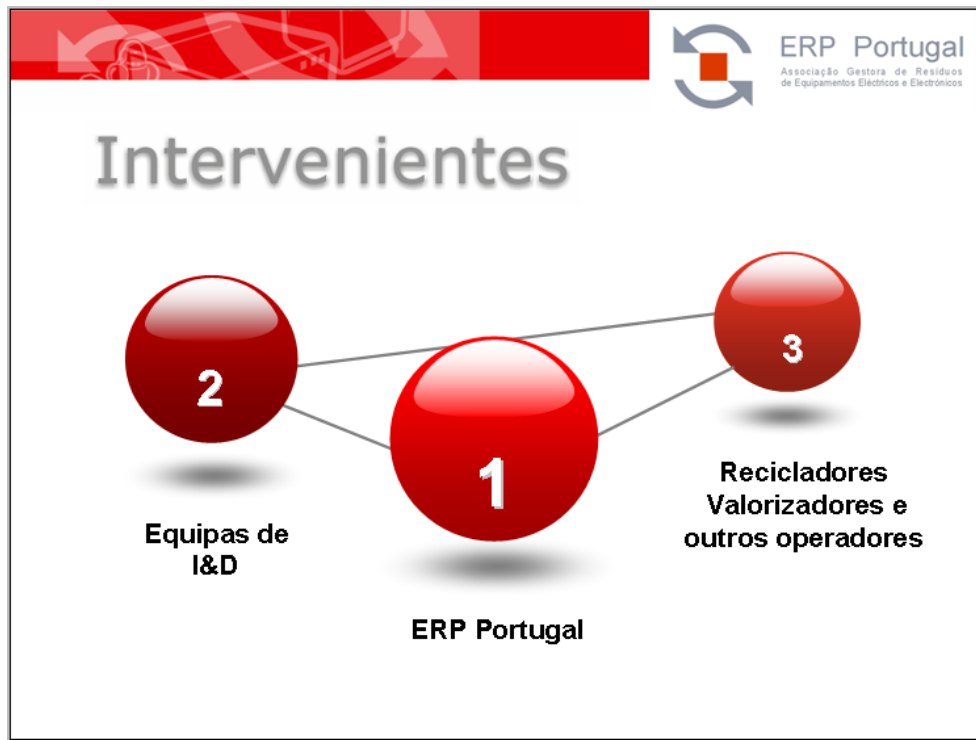 ERP Portugal
Associação Gestora de Resíduos
de Equipamentos Eléctricos e Electrónicos
Intervenientes
2
Equipas de
I&D
1
ERP Portugal
3
Recicladores
Valorizadores e
outros operadores